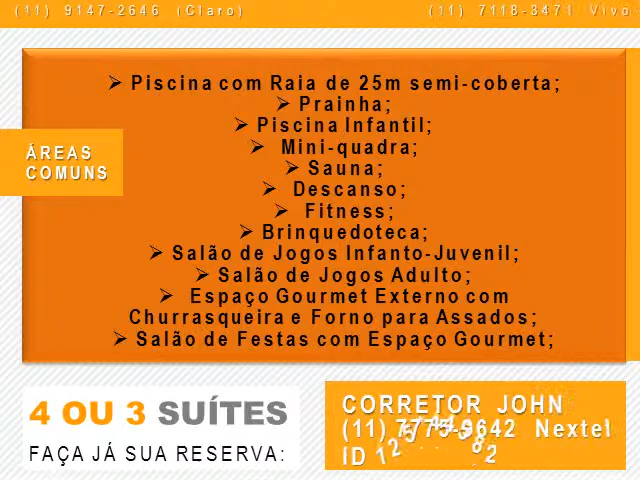 (11) 9147-2646 (Claro)
(11) 7118-3471 Vivo
➢ Piscina com Raia de 25m semi-coberta;
➢ Prainha;
➢ Piscina Infantil;
➢ Mini-quadra;
➢ Sauna;
➢ Descanso;
➢ Fitness;
➢ Brinquedoteca;
➢ Salão de Jogos Infanto-Juvenil;
➢ Salão de Jogos Adulto;
➢ Espaço Gourmet Externo com
Churrasqueira e Forno para Assados;
➢ Salão de Festas com Espaço Gourmet;
ÁREAS
COMUNS
4 OU 3 SUÍTES
FAÇA JÁ SUA RESERVA:
CORRETOR JOHN
(11) Nextel
ID